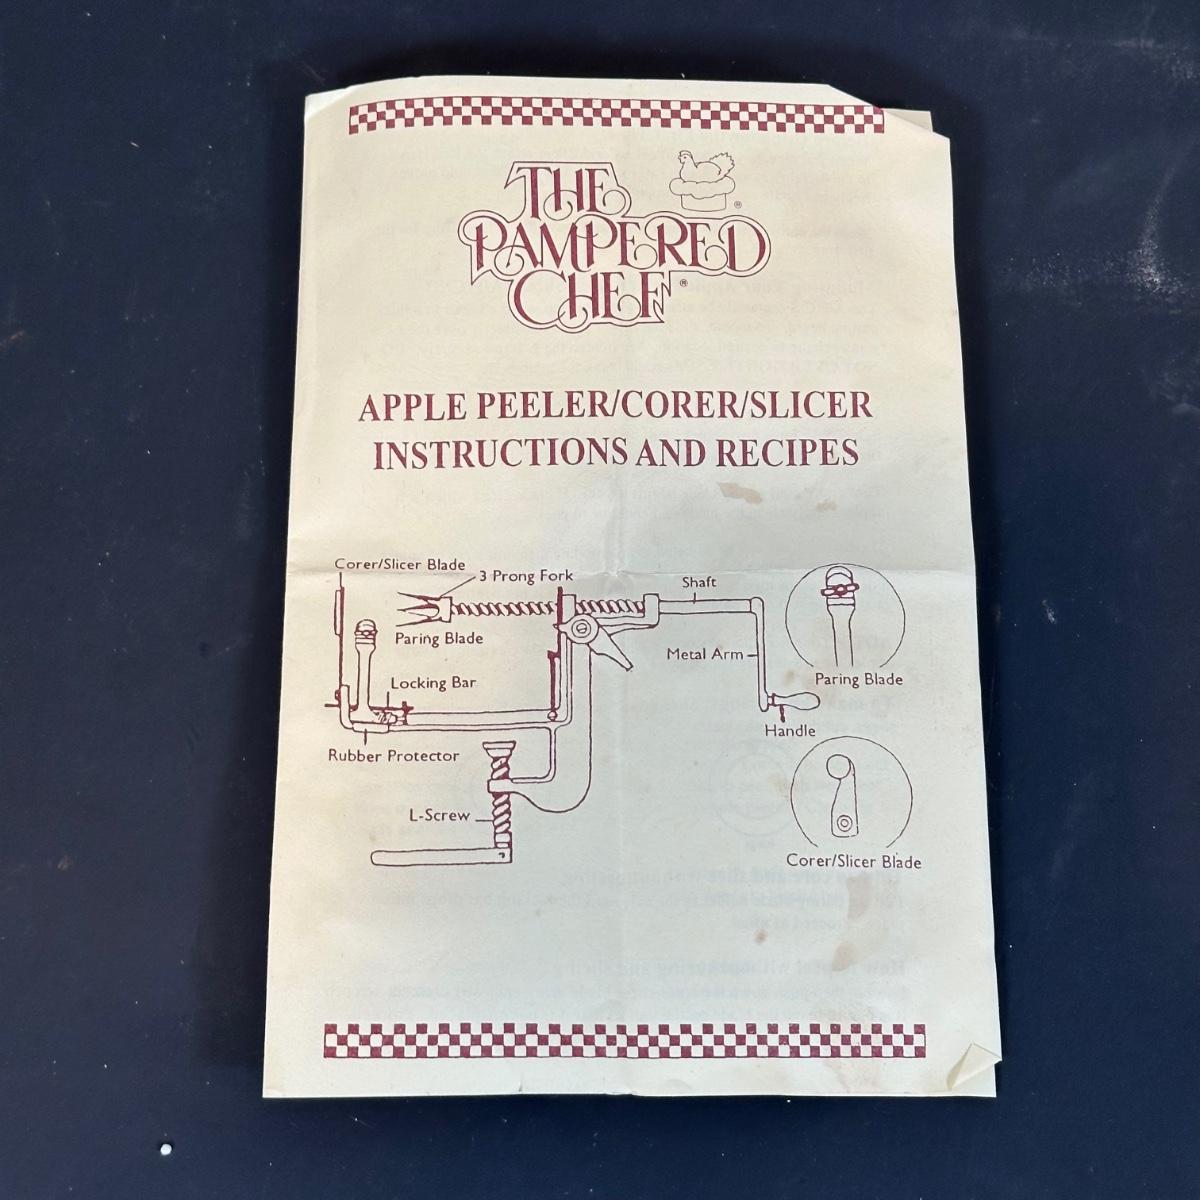 THE
PAMPERED
CHEF®
APPLE PEELER/CORER/SLICER
INSTRUCTIONS AND RECIPES
Corer/Slicer Blade
3 Prong Fork
Shaft
Paring Blade
Metal Arm
Paring Blade
Locking Bar
Handle
Rubber Protector
L-Screw
Corer/Slicer Blade